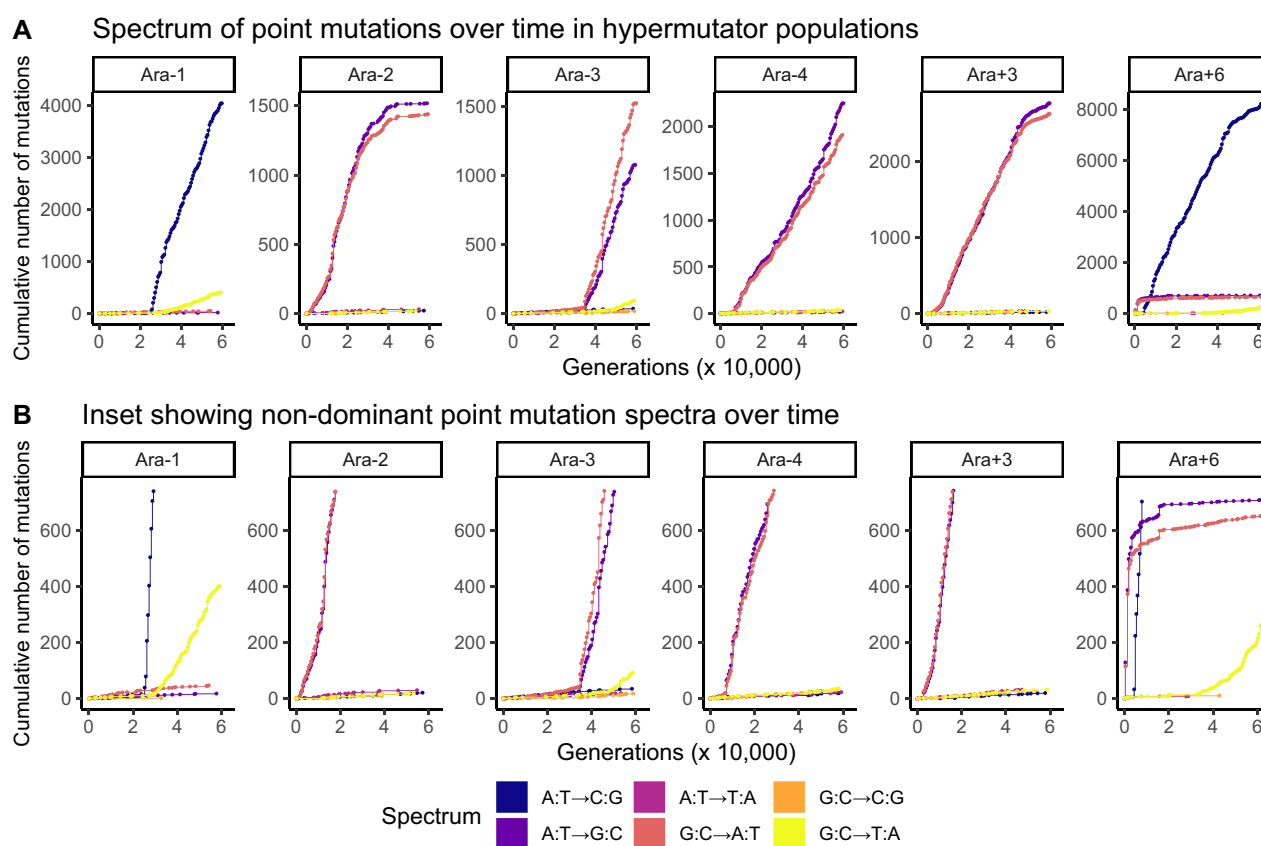 A Spectrum of point mutations over time in hypermutator populations
Ara-1 Ara-2 Ara-3 Ara-4 Ara+3 Ara+6
Cumulative number of mutations
4000
3000
2000
1000
0
0 2 4 6
1500
1000
500
0
0 2 4 6
1500
1000
500
0
0 2 4 6
2000
1500
1000
500
0
0 2 4 6
2000
1000
0
0 2 4 6
8000
6000
4000
2000
0
0 2 4 6
Generations (x 10,000)
B Inset showing non-dominant point mutation spectra over time
Ara-1 Ara-2 Ara-3 Ara-4 Ara+3 Ara+6
Cumulative number of mutations
600
400
200
0
0 2 4 6
600
400
200
0
0 2 4 6
600
400
200
0
0 2 4 6
600
400
200
0
0 2 4 6
600
400
200
0
0 2 4 6
600
400
200
0
0 2 4 6
Generations (x 10,000)
Spectrum
A:T→C:G A:T→T:A G:C→C:G
A:T→G:C G:C→A:T G:C→T:A